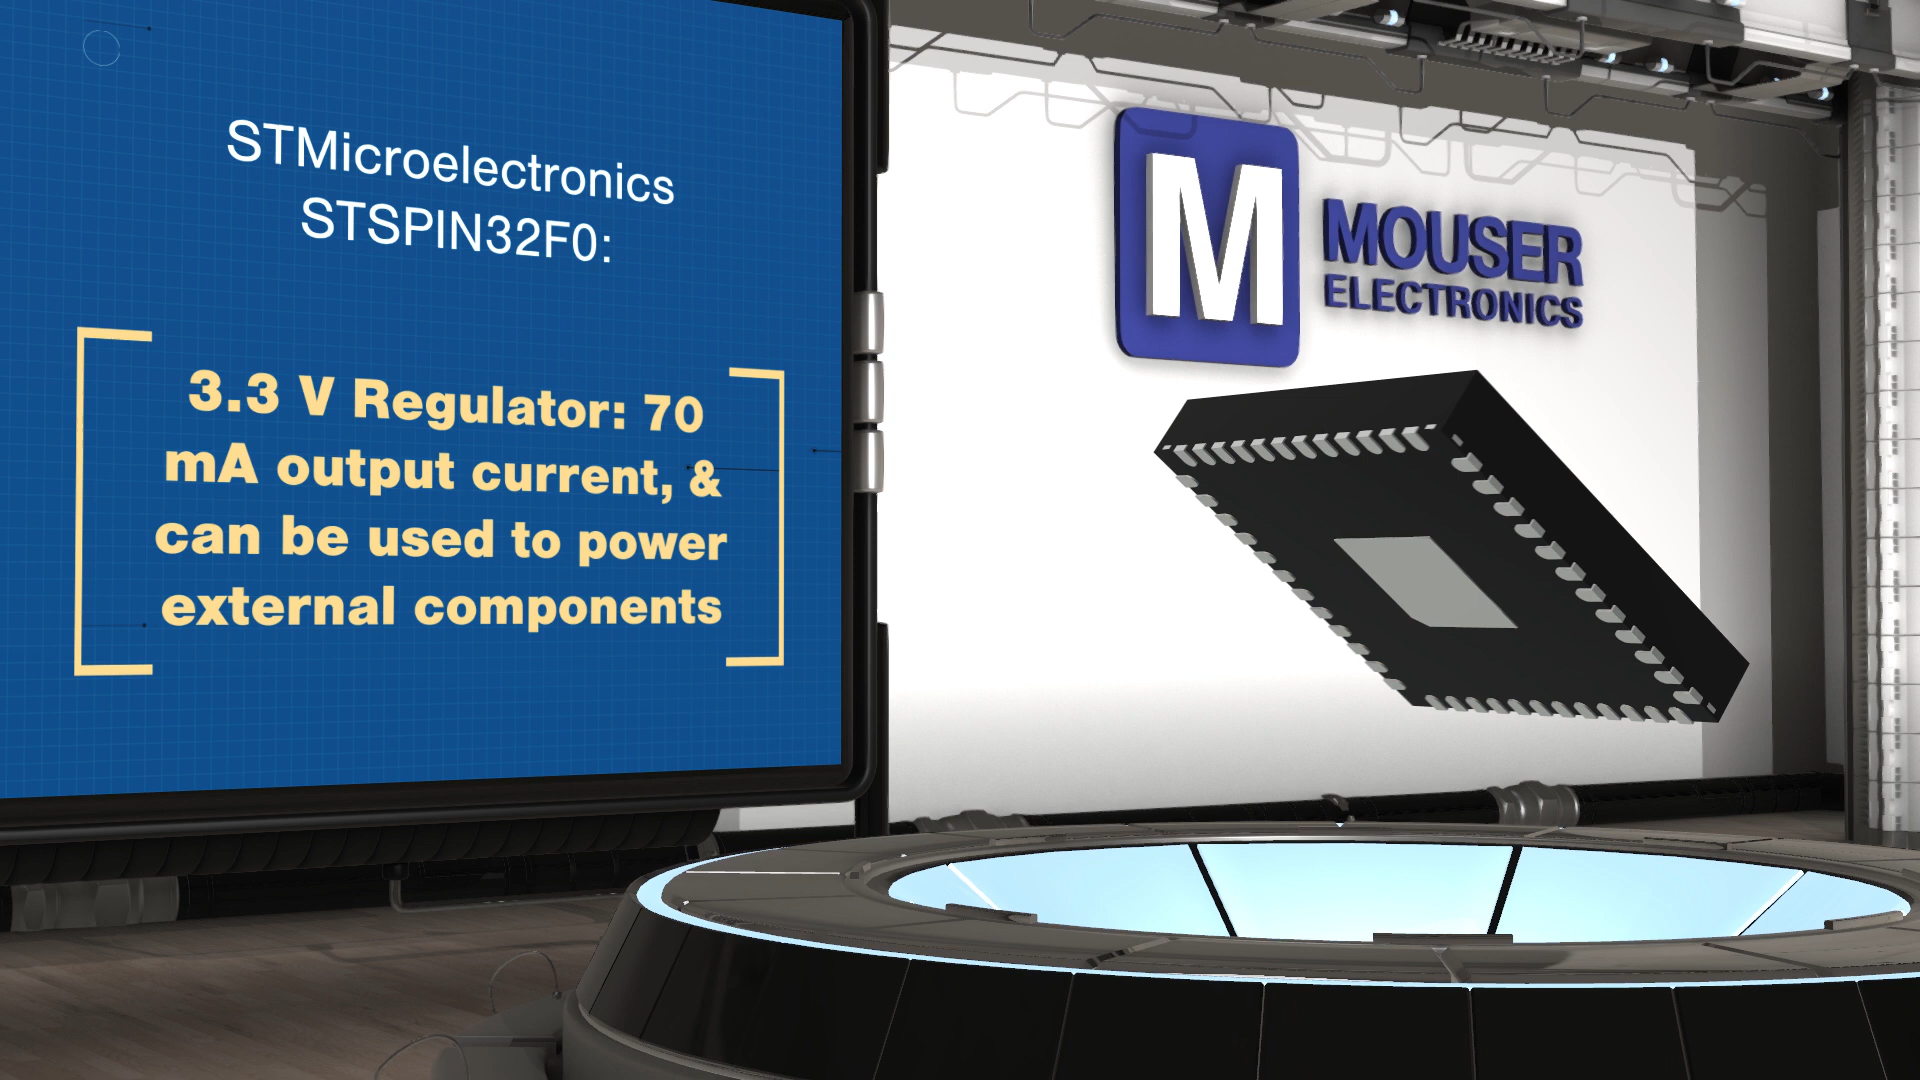 STMicroelectronics
STSPIN32F0:
3.3 V Regulator: 70
mA output current, &
can be used to power
external components
M
MOUSER
ELECTRONICS